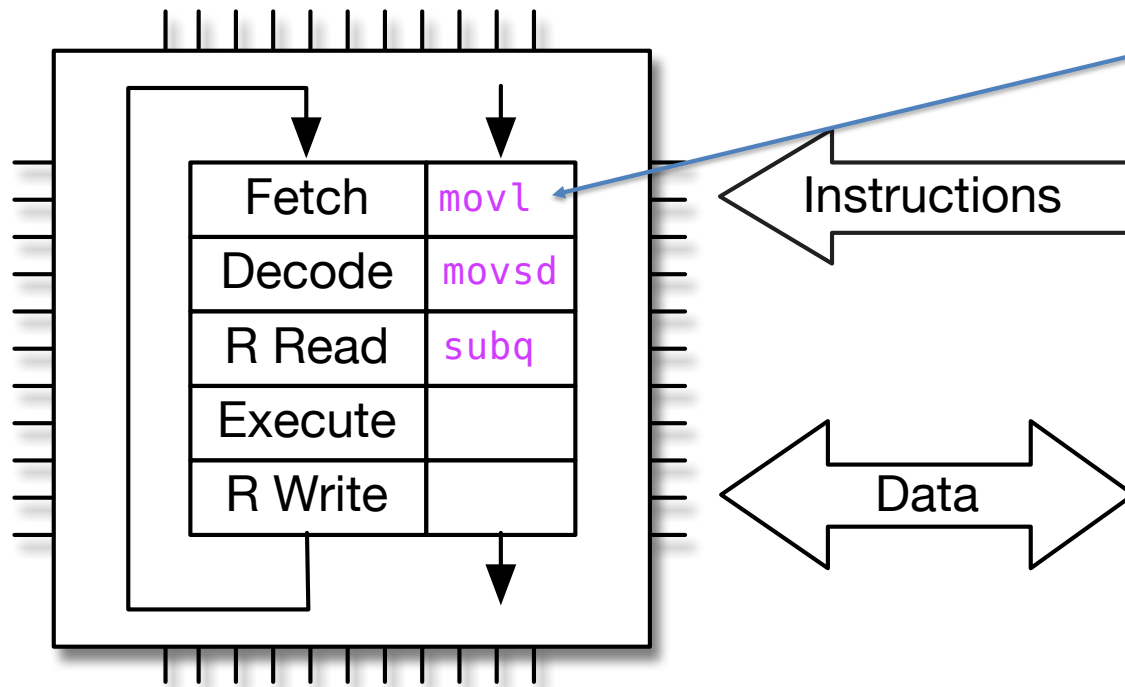 Fetch movl
Instructions
Decode movsd
R Read subq
Execute
R Write
Data